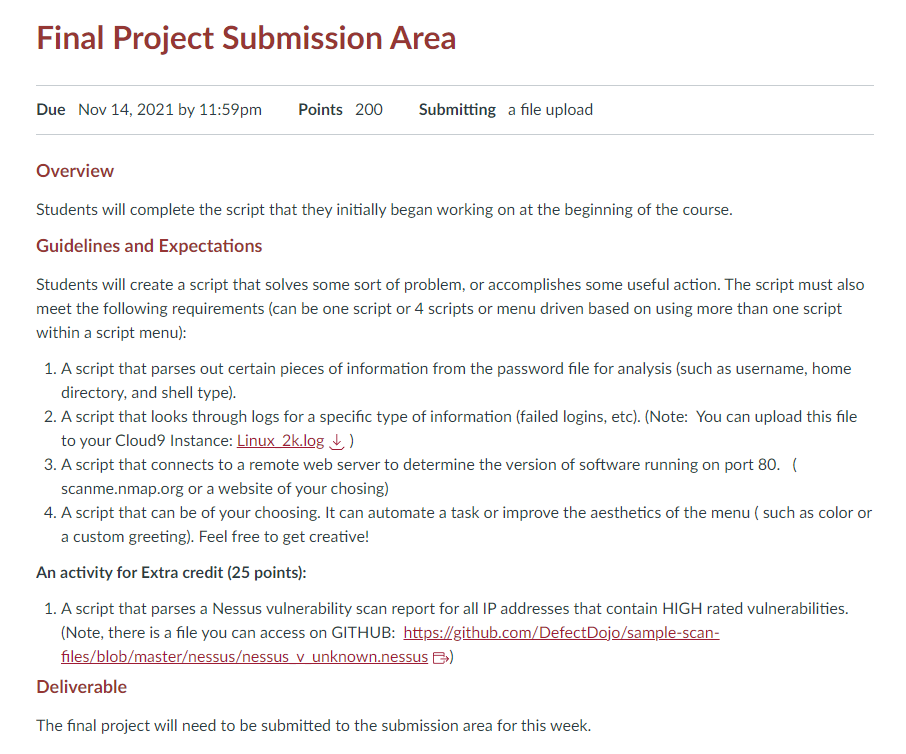 Final Project Submission Area
Due Nov 14, 2021 by 11:59pm Points 200 Submitting a file upload
Overview
Students will complete the script that they initially began working on at the beginning of the course.
Guidelines and Expectations
Students will create a script that solves some sort of problem, or accomplishes some useful action. The script must also
meet the following requirements (can be one script or 4 scripts or menu driven based on using more than one script
within a script menu):
1. A script that parses out certain pieces of information from the password file for analysis (such as username, home
directory, and shell type).
2. A script that looks through logs for a specific type of information (failed logins, etc). (Note: You can upload this file
to your Cloud9 Instance: Linux_2k.log )
3. A script that connects to a remote web server to determine the version of software running on port 80. (
scanme.nmap.org or a website of your chosing)
4. A script that can be of your choosing. It can automate a task or improve the aesthetics of the menu ( such as color or
a custom greeting). Feel free to get creative!
An activity for Extra credit (25 points):
1. A script that parses a Nessus vulnerability scan report for all IP addresses that contain HIGH rated vulnerabilities.
(Note, there is a file you can access on GITHUB: https://github.com/DefectDojo/sample-scan-
files/blob/master/nessus/nessus_v_unknown.nessus )
Deliverable
The final project will need to be submitted to the submission area for this week.